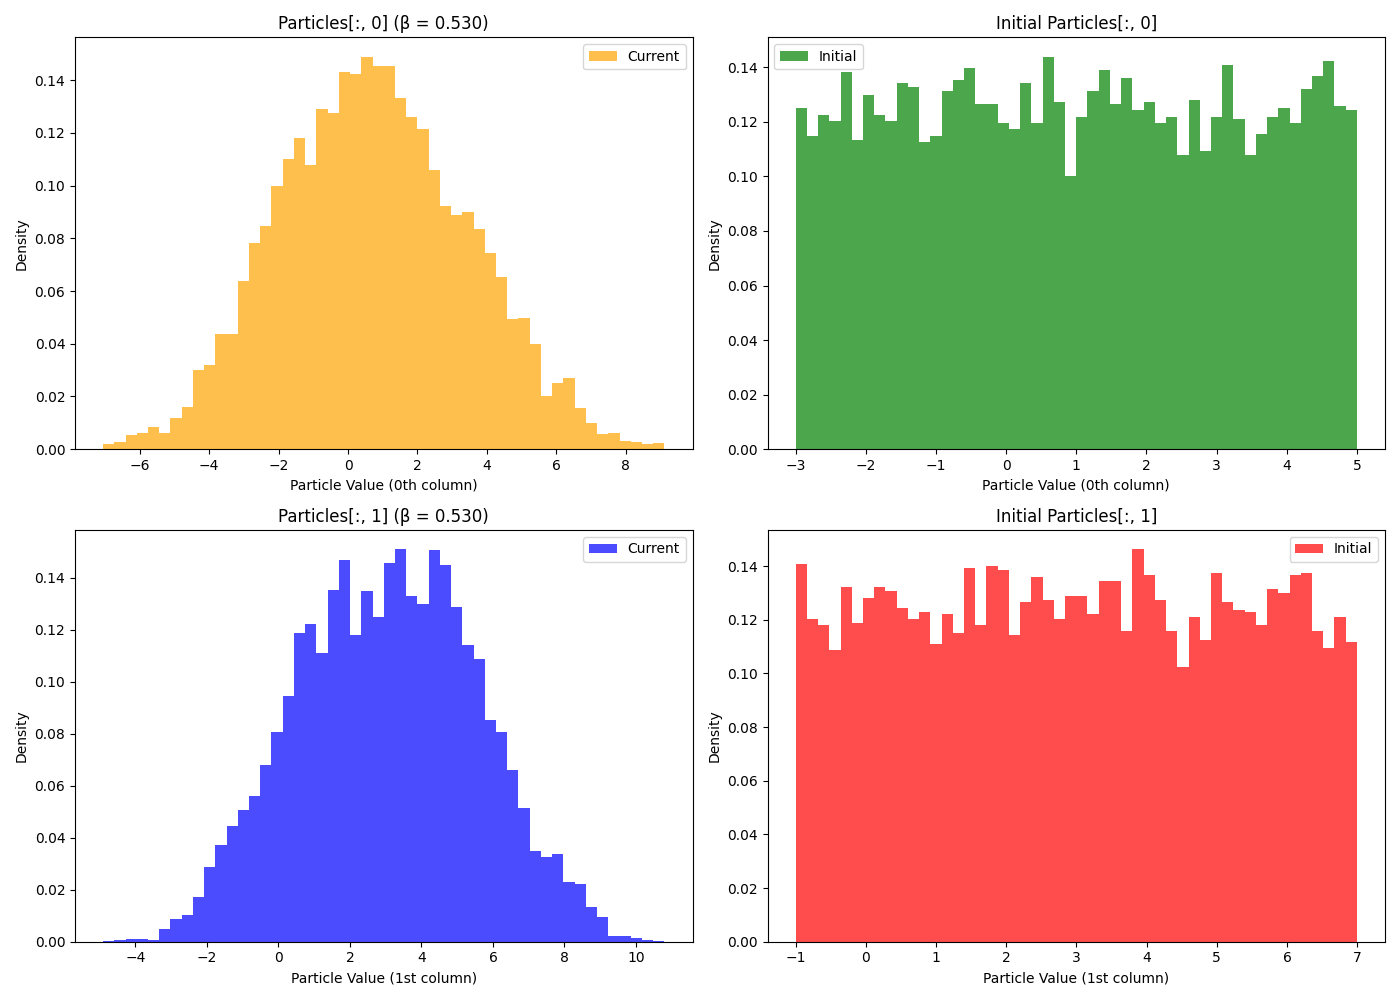 Particles[:, 0] (β = 0.530)
Current
Density
0.14
0.12
0.10
0.08
0.06
0.04
0.02
0.00
−6 −4 −2 0 2 4 6 8
Particle Value (0th column)
Initial Particles[:, 0]
Initial
Density
0.14
0.12
0.10
0.08
0.06
0.04
0.02
0.00
−3 −2 −1 0 1 2 3 4 5
Particle Value (0th column)
Particles[:, 1] (β = 0.530)
Current
Density
0.14
0.12
0.10
0.08
0.06
0.04
0.02
0.00
−4 −2 0 2 4 6 8 10
Particle Value (1st column)
Initial Particles[:, 1]
Initial
Density
0.14
0.12
0.10
0.08
0.06
0.04
0.02
0.00
−1 0 1 2 3 4 5 6 7
Particle Value (1st column)